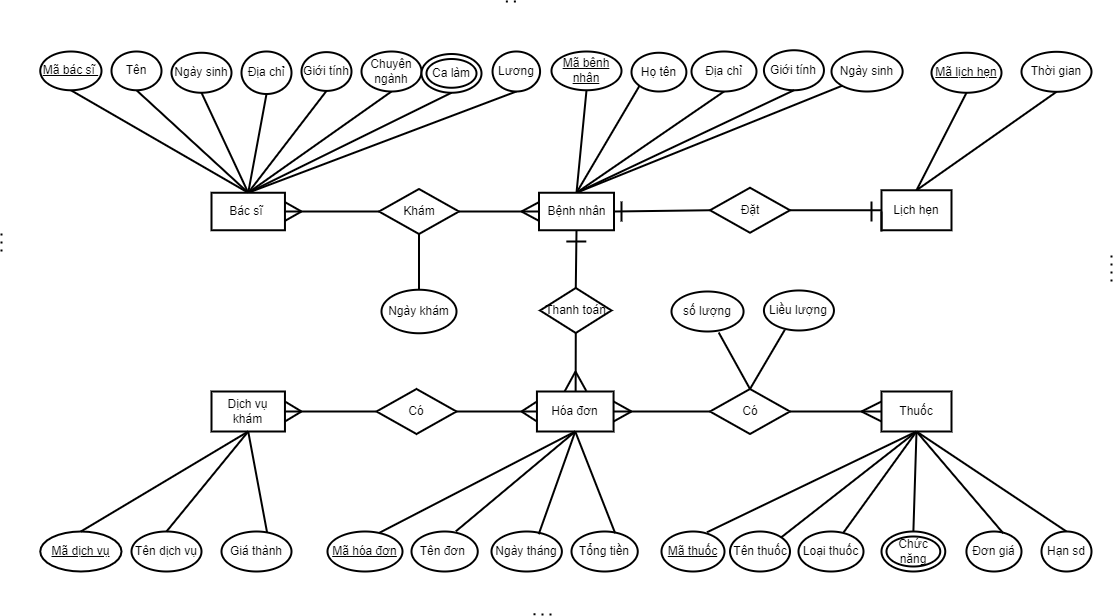 Mã bác sĩ
Tên
Ngày sinh
Địa chỉ
Giới tính
Chuyên
ngành
Ca làm
Lương
Mã bênh
nhân
Họ tên
Địa chỉ
Giới tính
Ngày sinh
Mã lịch hẹn
Thời gian
Bác sĩ
Khám
Bệnh nhân
Đặt
Lịch hẹn
Ngày khám
Thanh toán
số lượng
Liều lượng
Dịch vụ
khám
Có
Hóa đơn
Có
Thuốc
Mã dịch vụ
Tên dịch vụ
Giá thành
Mã hóa đơn
Tên đơn
Ngày tháng
Tổng tiền
Mã thuốc
Tên thuốc
Loại thuốc
Chức
năng
Đơn giá
Hạn sd